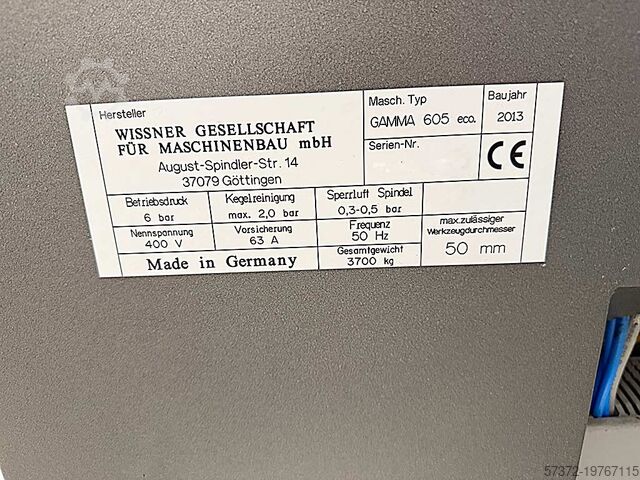 Hersteller
WISSNER GESELLSCHAFT
FÜR MASCHINENBAU mbH
August-Spindler-Str. 14
37079 Göttingen
Masch. Typ
GAMMA 605 eco.
Baujahr
2013
Serien-Nr.
CE
Betriebsdruck
6 bar
Kegelreinigung
max. 2,0 bar
Sperrluft Spindel
0,3-0,5 bar
Nennspannung
400 V
Vorsicherung
63 A
Frequenz
50 Hz
max.zulässiger
Werkzeugdurchmesser
50 mm
Made in Germany
Gesamtgewicht
3700 kg
57372-19767115